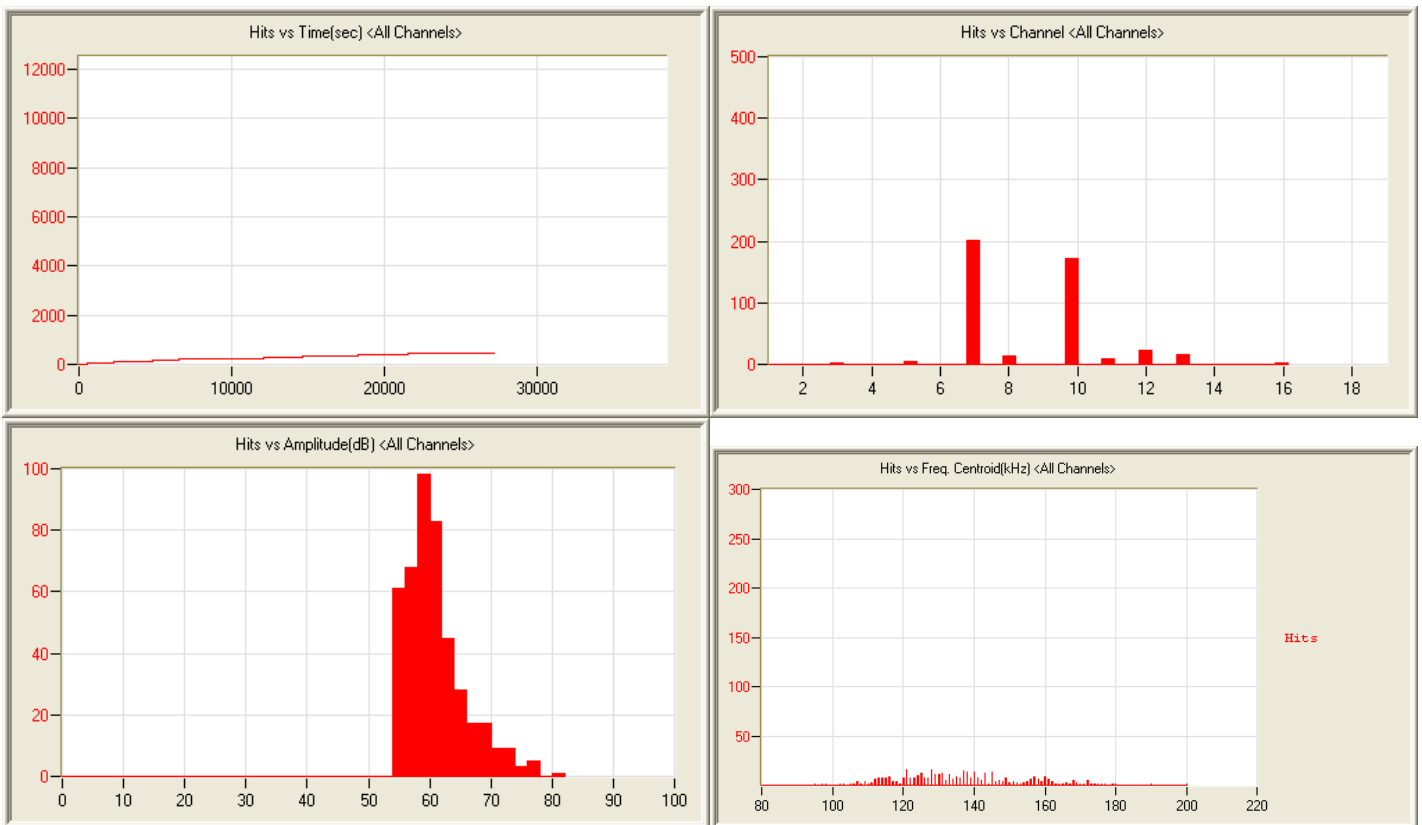 Hits vs Time(sec) <All Channels>
12000
10000
8000
6000
4000
2000
0
0 10000 20000 30000
Hits vs Channel <All Channels>
500
400
300
200
100
0
2 4 6 8 10 12 14 16 18
Hits vs Amplitude(dB) <All Channels>
100
80
60
40
20
0
0 10 20 30 40 50 60 70 80 90 100
Hits vs Freq. Centroid(kHz) <All Channels>
300
250
200
150
100
50
80 100 120 140 160 180 200 220
Hits